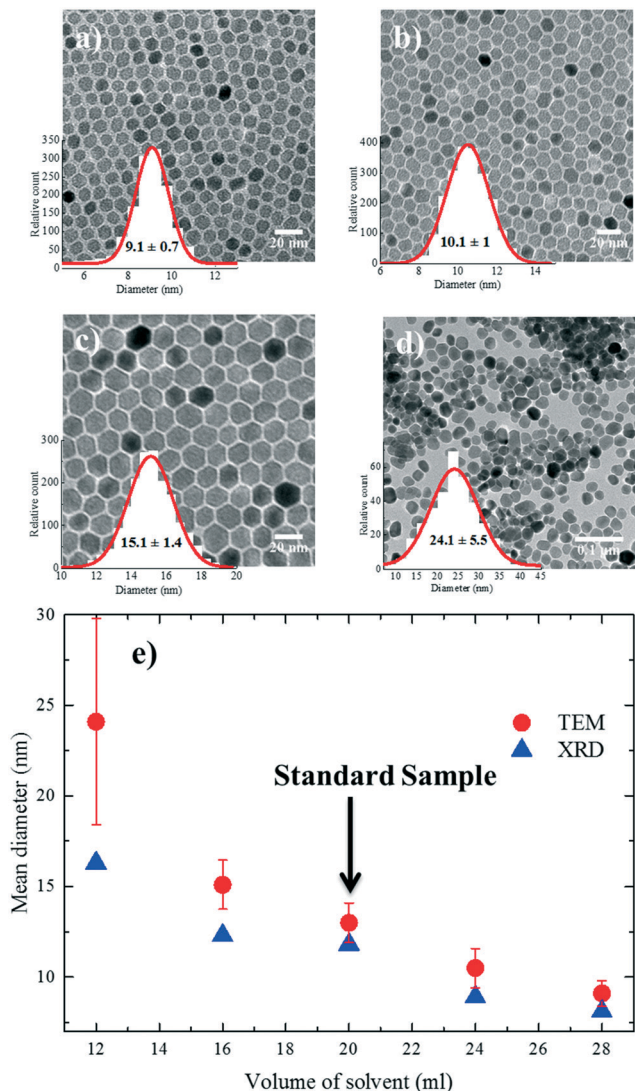 a)
350
300
250
200
150
100
50
0
Relative count
9.1 ± 0.7
20 nm
6 8 10 12
Diameter (nm)
b)
400
300
200
100
0
Relative count
10.1 ± 1
20 nm
6 8 10 12 14
Diameter (nm)
c)
300
200
100
0
Relative count
15.1 ± 1.4
20 nm
10 12 14 16 18 20
Diameter (nm)
d)
60
40
20
0
Relative count
24.1 ± 5.5
0.1 µm
10 15 20 25 30 35 40 45
Diameter (nm)
e)
30
25
20
15
10
Mean diameter (nm)
TEM
XRD
Standard Sample
12 14 16 18 20 22 24 26 28
Volume of solvent (ml)